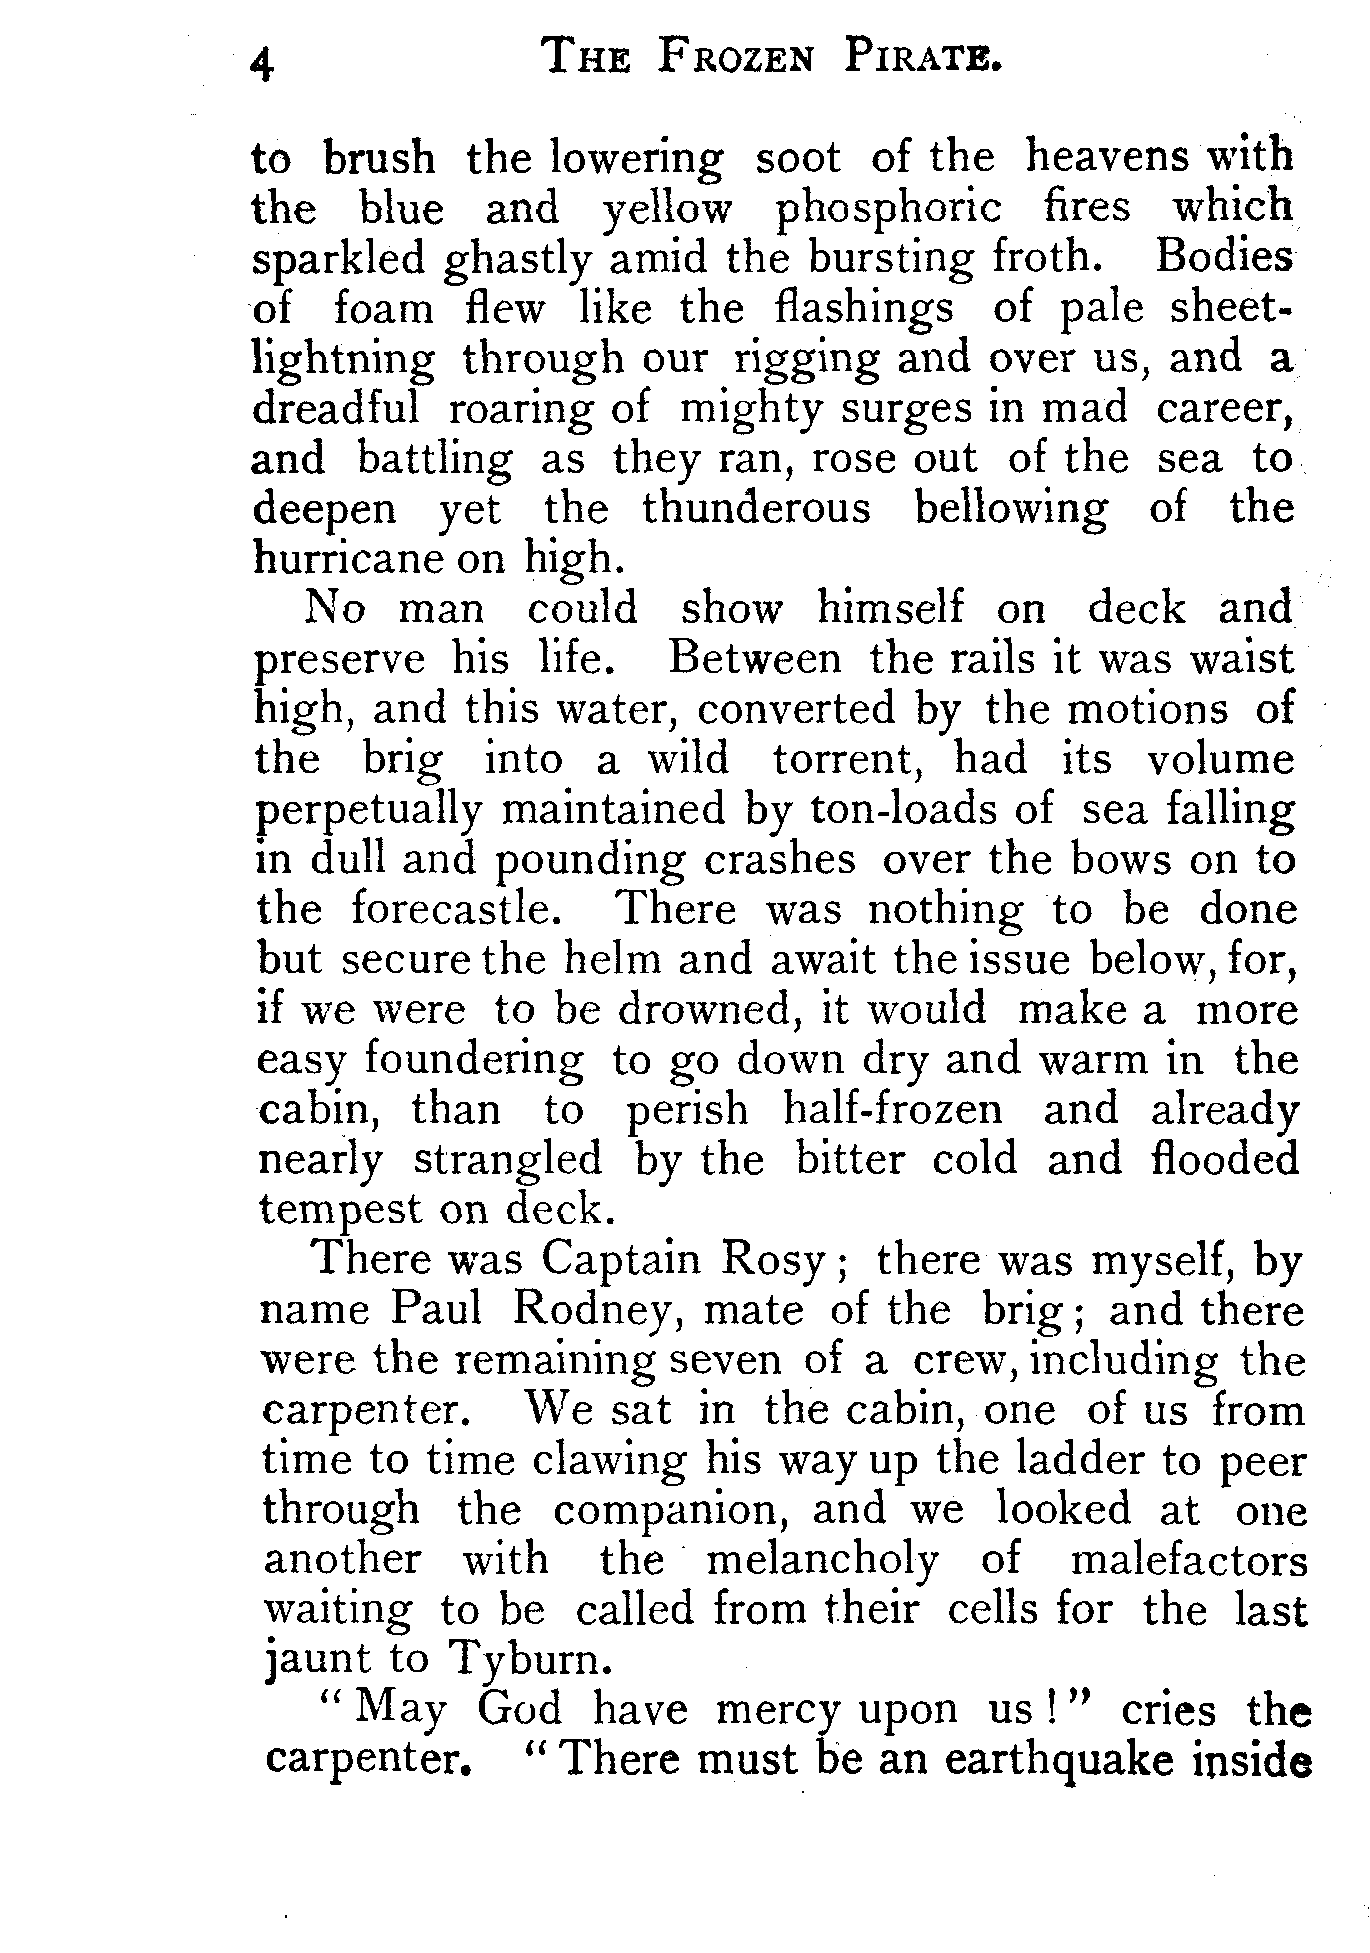 4 THE FROZEN PIRATE.
to brush the lowering soot of the heavens with
the blue and yellow phosphoric fires which
sparkled ghastly amid the bursting froth. Bodies
of foam flew like the flashings of pale sheet-
lightning through our rigging and over us, and a
dreadful roaring of mighty surges in mad career,
and battling as they ran, rose out of the sea to
deepen yet the thunderous bellowing of the
hurricane on high.
No man could show himself on deck and
preserve his life. Between the rails it was waist
high, and this water, converted by the motions of
the brig into a wild torrent, had its volume
perpetually maintained by ton-loads of sea falling
in dull and pounding crashes over the bows on to
the forecastle. There was nothing to be done
but secure the helm and await the issue below, for,
if we were to be drowned, it would make a more
easy foundering to go down dry and warm in the
cabin, than to perish half-frozen and already
nearly strangled by the bitter cold and flooded
tempest on deck.
There was Captain Rosy; there was myself, by
name Paul Rodney, mate of the brig; and there
were the remaining seven of a crew, including the
carpenter. We sat in the cabin, one of us from
time to time clawing his way up the ladder to peer
through the companion, and we looked at one
another with the melancholy of malefactors
waiting to be called from their cells for the last
jaunt to Tyburn.
"May God have mercy upon us!" cries the
carpenter. "There must be an earthquake inside